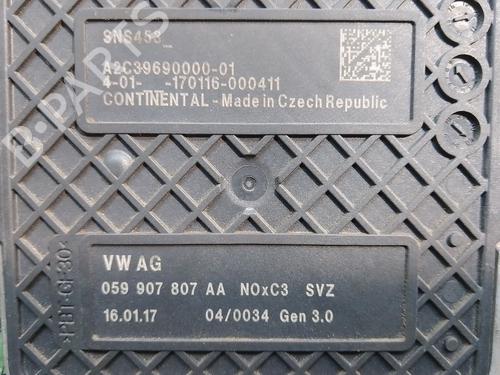 SNS453_
A2C39690000-01
4-01- -170116-000411
CONTINENTAL - Made in Czech Republic
VW AG
059 907 807 AA NOxC3 SVZ
16.01.17 04/0034 Gen 3.0
>PBT-GF30<
B-PARTS